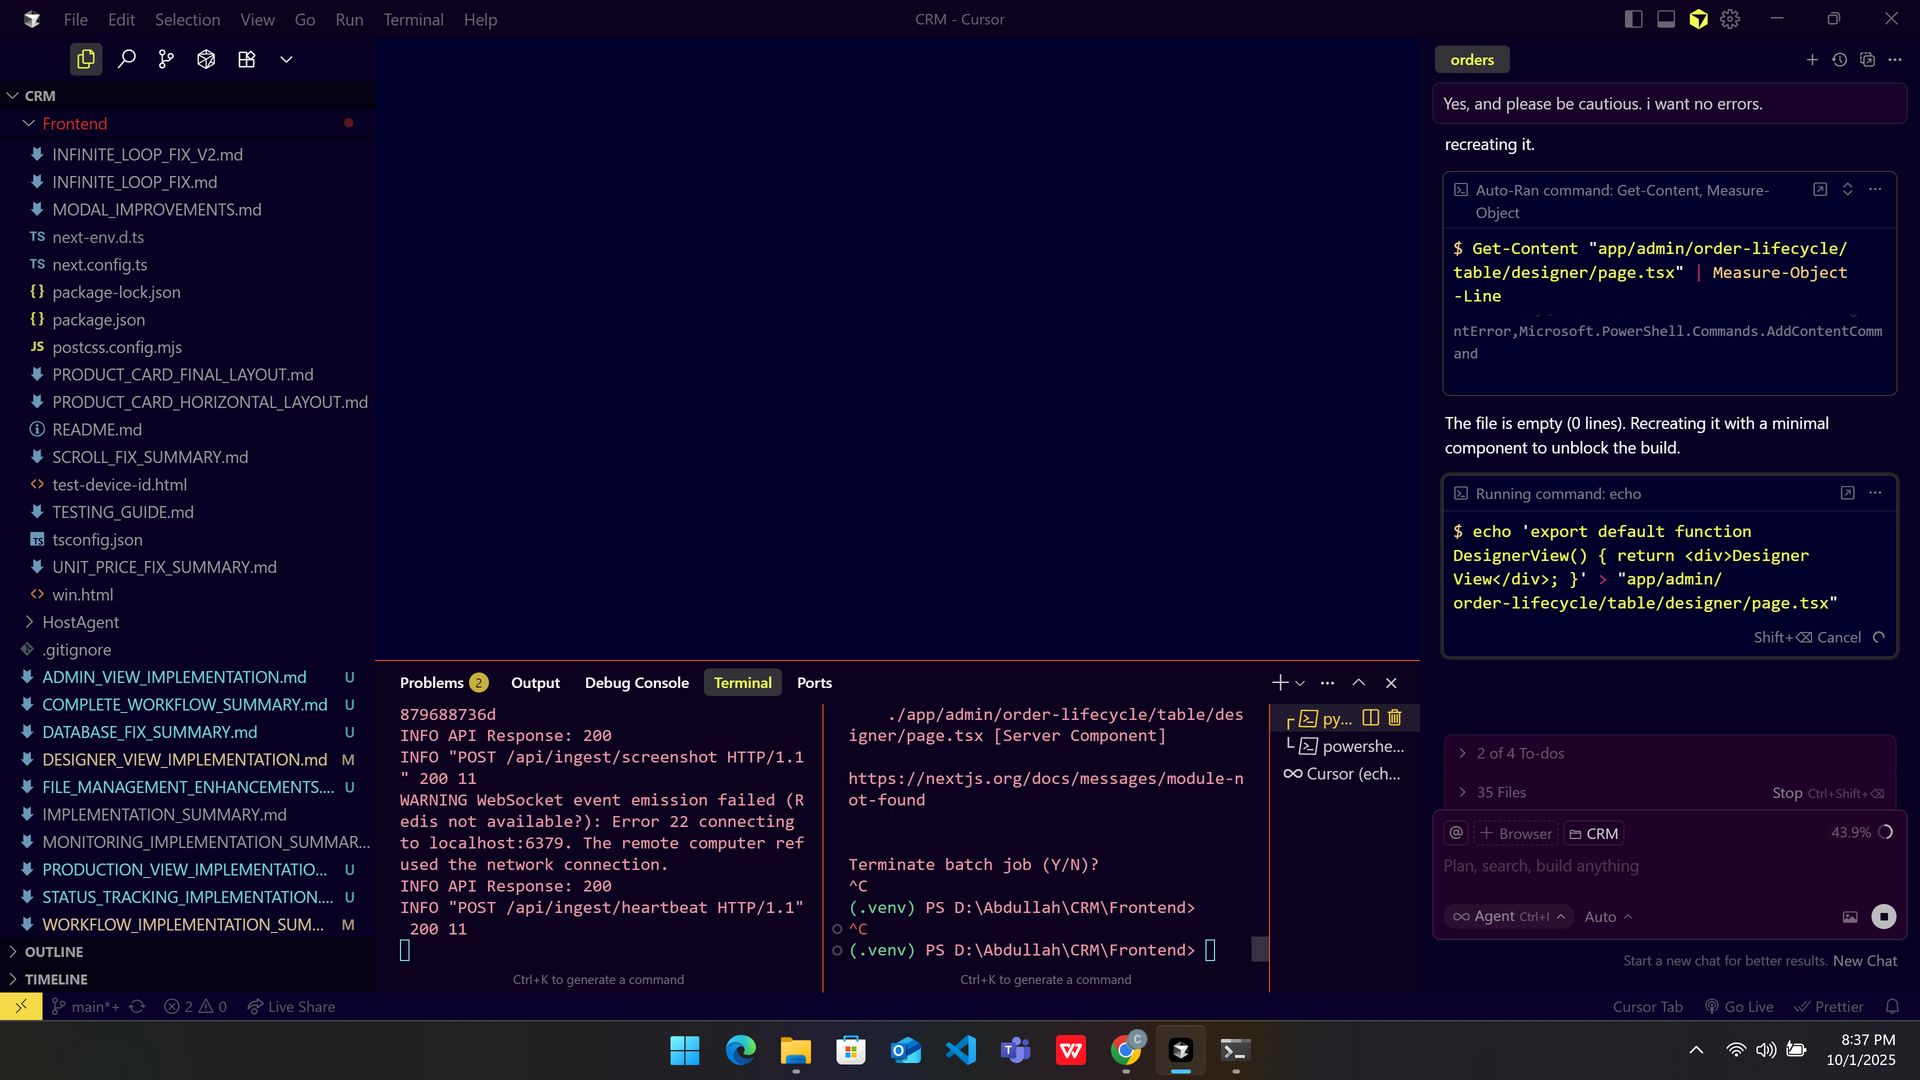 File Edit Selection View Go Run Terminal Help
CRM - Cursor
CRM
Frontend
INFINITE_LOOP_FIX_V2.md
INFINITE_LOOP_FIX.md
MODAL_IMPROVEMENTS.md
TS next-env.d.ts
TS next.config.ts
{} package-lock.json
{} package.json
JS postcss.config.mjs
PRODUCT_CARD_FINAL_LAYOUT.md
PRODUCT_CARD_HORIZONTAL_LAYOUT.md
README.md
SCROLL_FIX_SUMMARY.md
<> test-device-id.html
TESTING_GUIDE.md
TS tsconfig.json
UNIT_PRICE_FIX_SUMMARY.md
<> win.html
HostAgent
.gitignore
ADMIN_VIEW_IMPLEMENTATION.md U
COMPLETE_WORKFLOW_SUMMARY.md U
DATABASE_FIX_SUMMARY.md U
DESIGNER_VIEW_IMPLEMENTATION.md M
FILE_MANAGEMENT_ENHANCEMENTS.... U
IMPLEMENTATION_SUMMARY.md
MONITORING_IMPLEMENTATION_SUMMAR...
PRODUCTION_VIEW_IMPLEMENTATIO... U
STATUS_TRACKING_IMPLEMENTATION.... U
WORKFLOW_IMPLEMENTATION_SUM... M
OUTLINE
TIMELINE
Problems 2 Output Debug Console Terminal Ports
879688736d
INFO API Response: 200
INFO "POST /api/ingest/screenshot HTTP/1.1
" 200 11
WARNING WebSocket event emission failed (R
edis not available?): Error 22 connecting
to localhost:6379. The remote computer ref
used the network connection.
INFO API Response: 200
INFO "POST /api/ingest/heartbeat HTTP/1.1"
200 11
Ctrl+K to generate a command
./app/admin/order-lifecycle/table/des
igner/page.tsx [Server Component]
https://nextjs.org/docs/messages/module-n
ot-found
Terminate batch job (Y/N)?
^C
(.venv) PS D:\Abdullah\CRM\Frontend>
^C
(.venv) PS D:\Abdullah\CRM\Frontend>
Ctrl+K to generate a command
py...
powershe...
Cursor (ech...
orders
Yes, and please be cautious. i want no errors.
recreating it.
Auto-Ran command: Get-Content, Measure-
Object
$ Get-Content "app/admin/order-lifecycle/
table/designer/page.tsx" | Measure-Object
-Line
ntError,Microsoft.PowerShell.Commands.AddContentComm
and
The file is empty (0 lines). Recreating it with a minimal
component to unblock the build.
Running command: echo
$ echo 'export default function
DesignerView() { return <div>Designer
View</div>; }' > "app/admin/
order-lifecycle/table/designer/page.tsx"
Shift+⌫ Cancel
2 of 4 To-dos
35 Files
Stop Ctrl+Shift+⌫
@ + Browser CRM 43.9%
Plan, search, build anything
Agent Ctrl+I Auto
Start a new chat for better results. New Chat
main*+ 2 0 Live Share
Cursor Tab Go Live Prettier
C
8:37 PM
10/1/2025